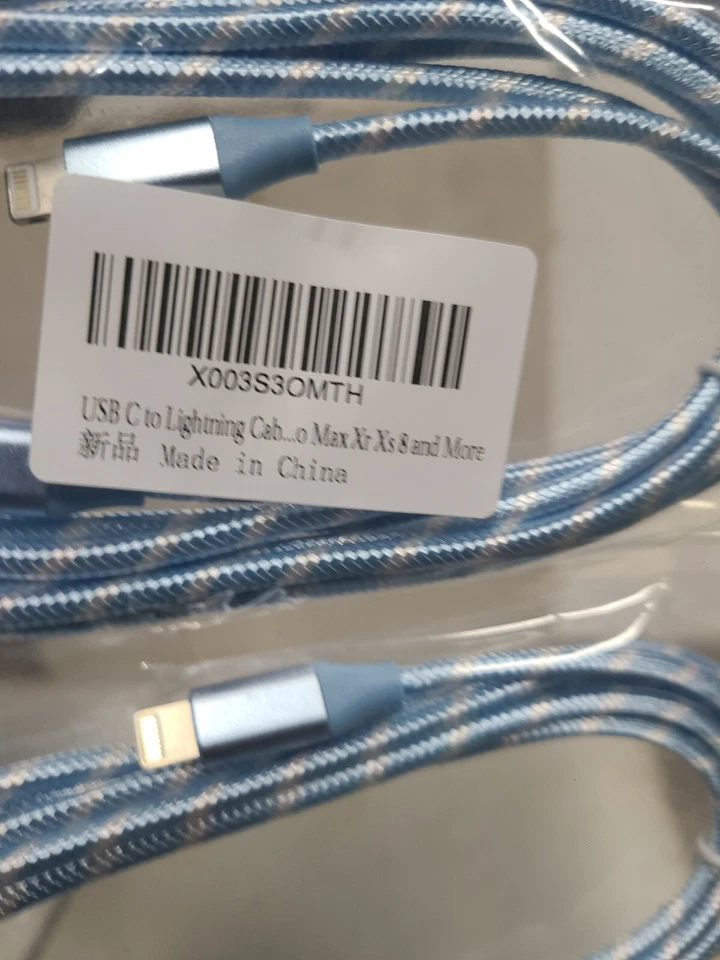 X003S3OMTH
USB C to Lightning Cab...o Max Xr Xs 8 and More
新品 Made in China